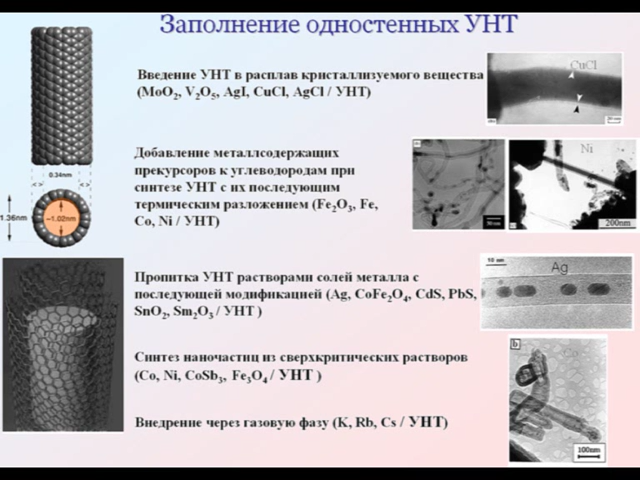 Заполнение одностенных УНТ
Введение УНТ в расплав кристаллизуемого вещества
(MoO₂, V₂O₅, AgI, CuCl, AgCl / УНТ)
CuCl
0.34nm
1.36nm
~1.02nm
Добавление металлсодержащих
прекурсоров к углеводородам при
синтезе УНТ с их последующим
термическим разложением (Fe₂O₃, Fe,
Co, Ni / УНТ)
Ni
200nm
Пропитка УНТ растворами солей металла с
последующей модификацией (Ag, CoFe₂O₄, CdS, PbS,
SnO₂, Sm₂O₃ / УНТ )
10 nm
Ag
Синтез наночастиц из сверхкритических растворов
(Co, Ni, CoSb₃, Fe₃O₄ / УНТ )
b
Co
100nm
Внедрение через газовую фазу (K, Rb, Cs / УНТ)